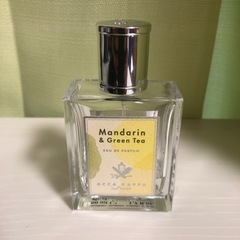 Mandarin
& Green Tea
EAU DE PARFUM
ACCA KAPPA